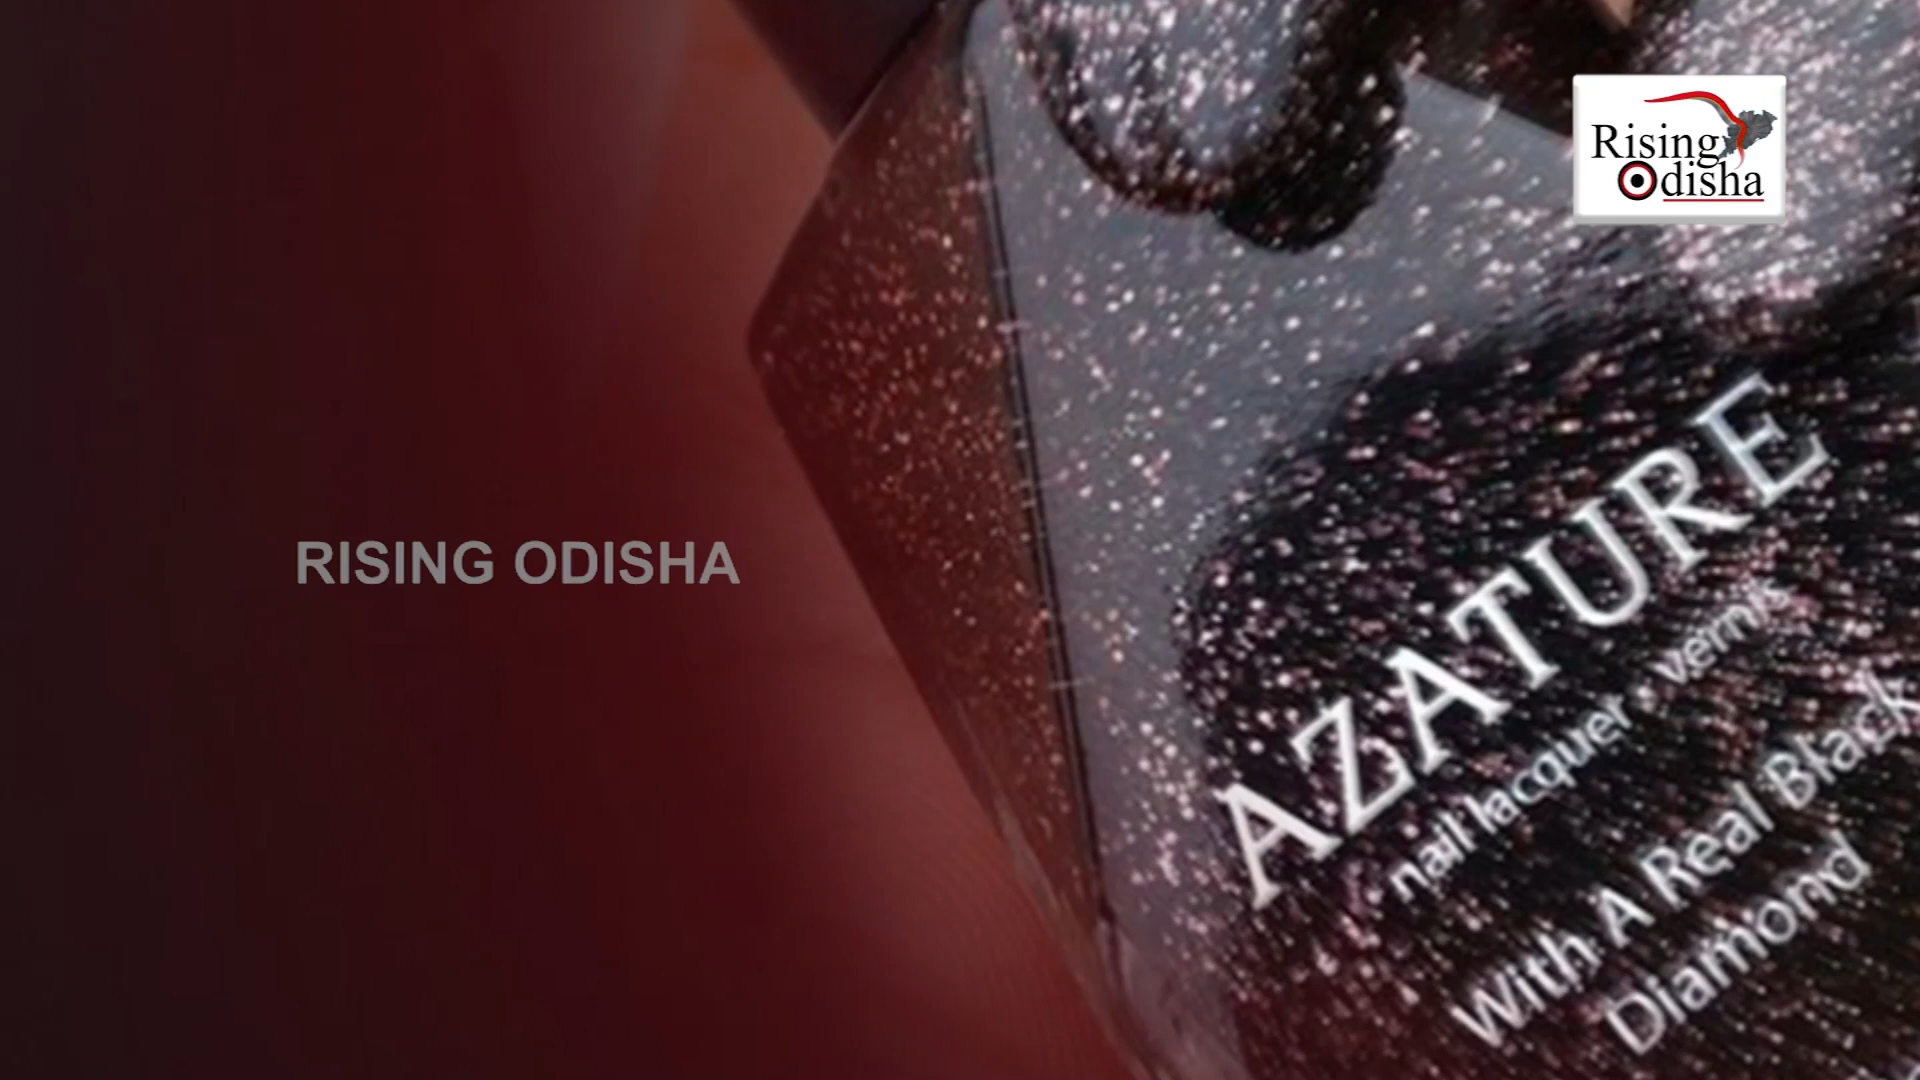 Rising
Odisha
RISING ODISHA
AZATURE
nail lacquer vernis
With A Real Black
Diamond